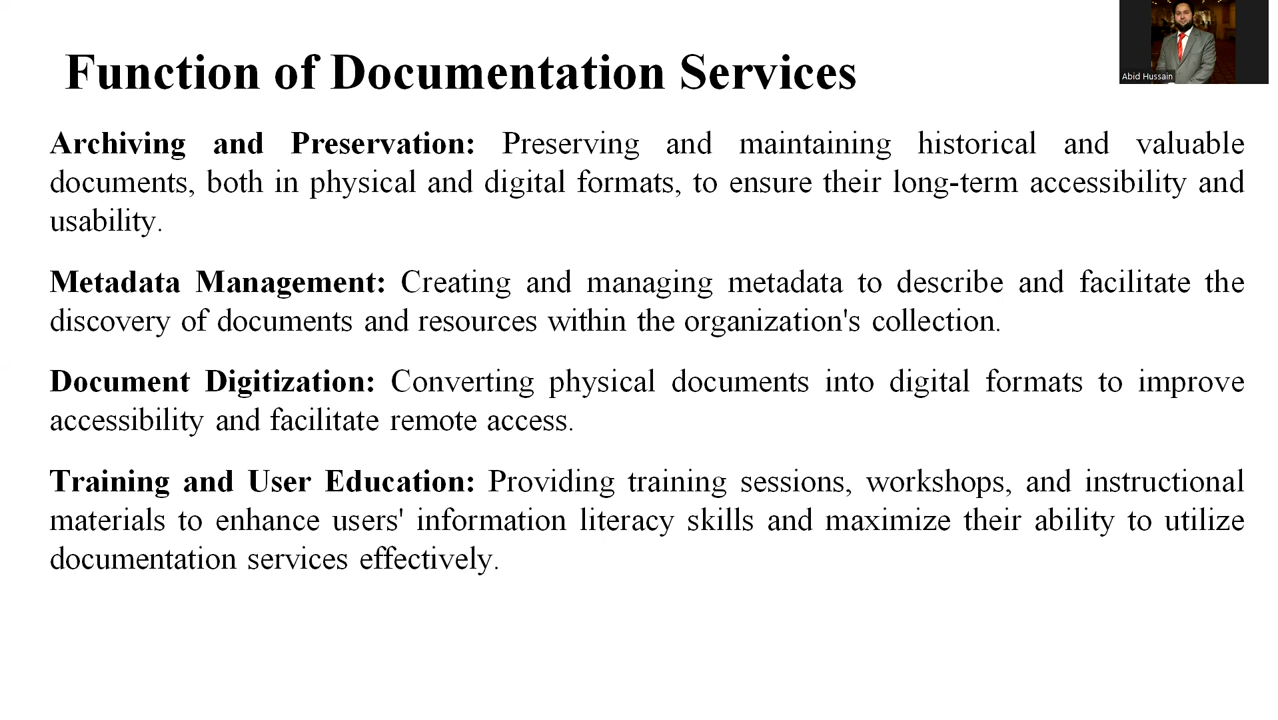 Function of Documentation Services
Abid Hussain
Archiving and Preservation: Preserving and maintaining historical and valuable
documents, both in physical and digital formats, to ensure their long-term accessibility and
usability.
Metadata Management: Creating and managing metadata to describe and facilitate the
discovery of documents and resources within the organization's collection.
Document Digitization: Converting physical documents into digital formats to improve
accessibility and facilitate remote access.
Training and User Education: Providing training sessions, workshops, and instructional
materials to enhance users' information literacy skills and maximize their ability to utilize
documentation services effectively.